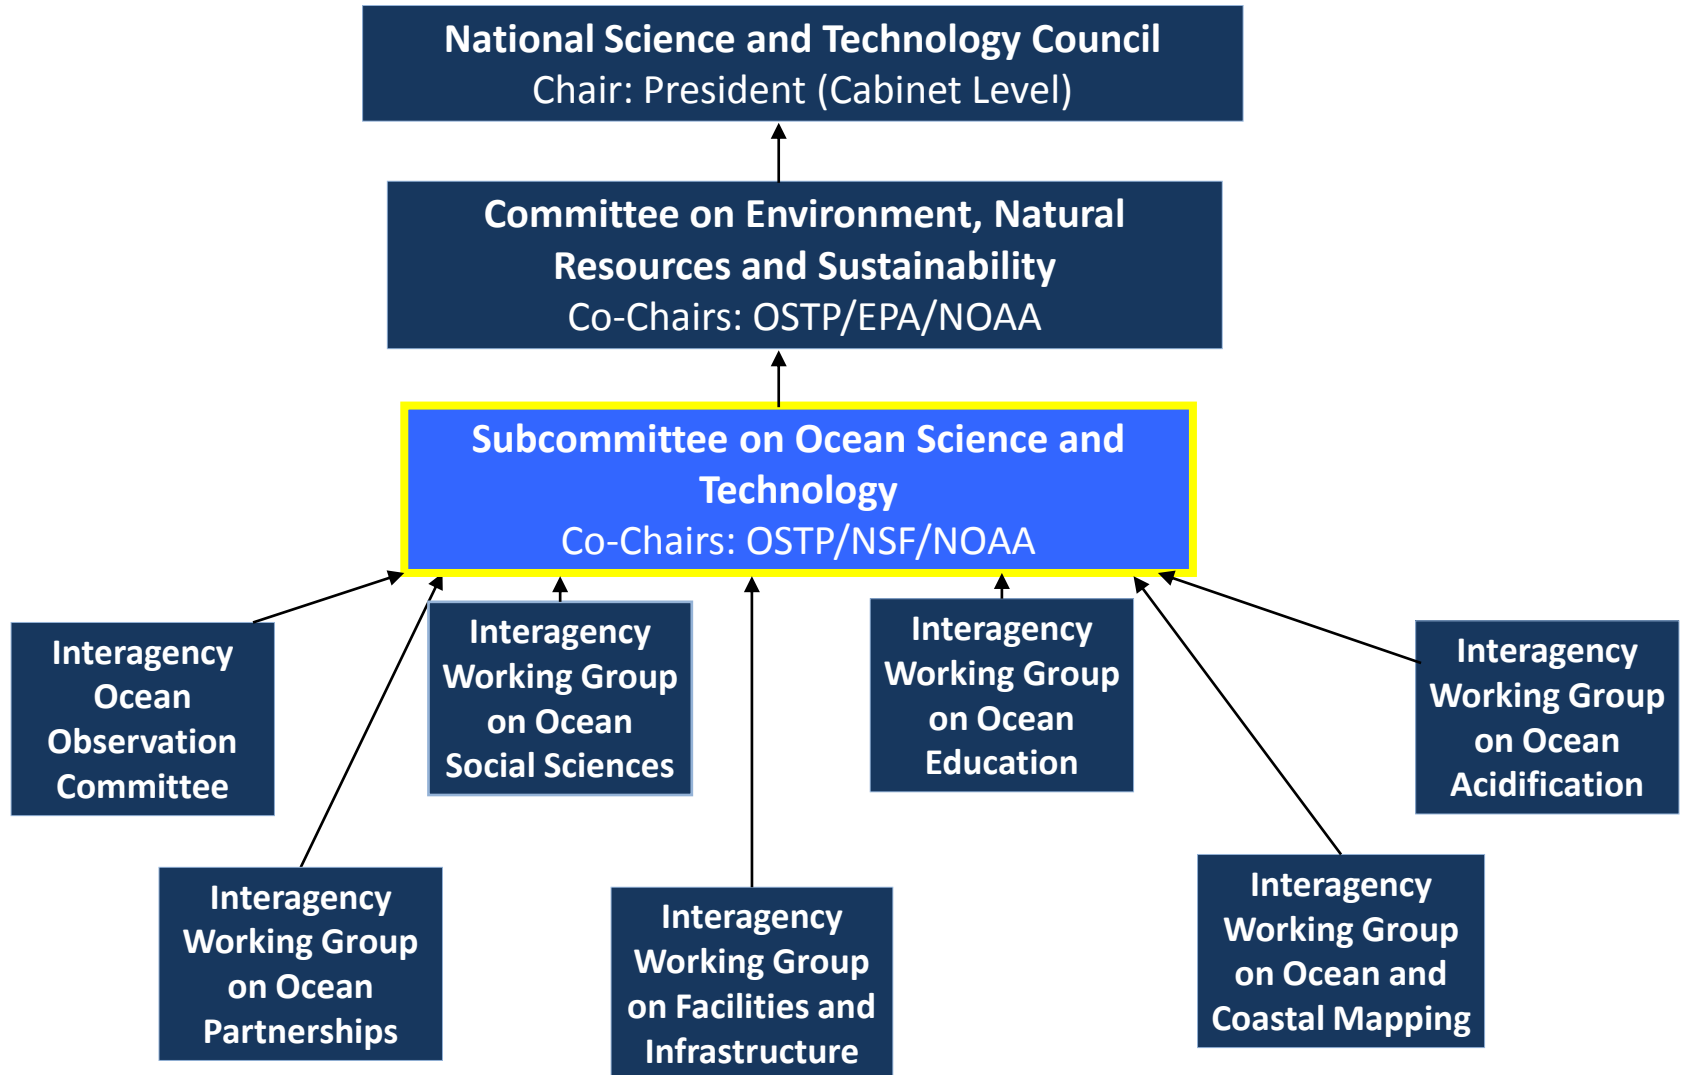 National Science and Technology Council
Chair: President (Cabinet Level)
Committee on Environment, Natural
Resources and Sustainability
Co-Chairs: OSTP/EPA/NOAA
Subcommittee on Ocean Science and
Technology
Co-Chairs: OSTP/NSF/NOAA
Interagency
Ocean
Observation
Committee
Interagency
Working Group
on Ocean
Social Sciences
Interagency
Working Group
on Ocean
Education
Interagency
Working Group
on Ocean
Acidification
Interagency
Working Group
on Ocean
Partnerships
Interagency
Working Group
on Facilities and
Infrastructure
Interagency
Working Group
on Ocean and
Coastal Mapping